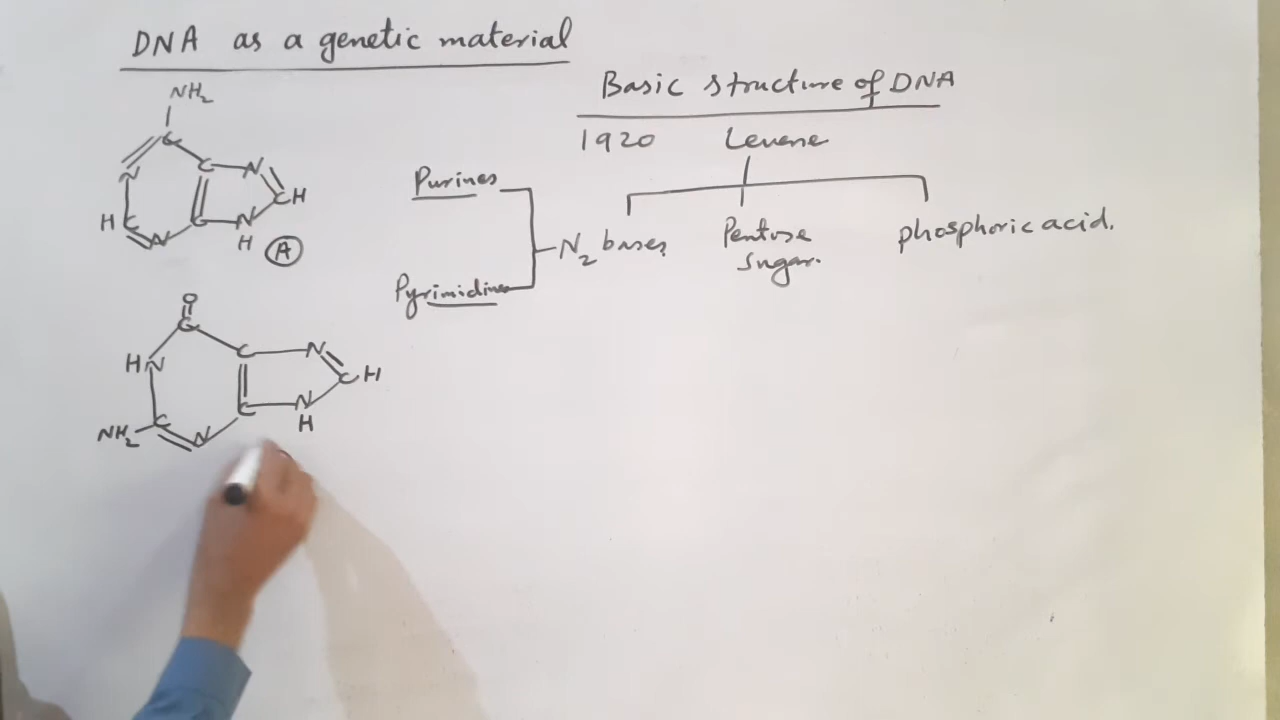 DNA as a genetic material
Basic structure of DNA
1920 Levene
Purines
Pyrimidines
N2 bases
Pentose
Sugar.
phosphoric acid.
NH2
C
N C N
H C C CH
N N
H
A
O
C
HN C N
C CH
NH2 C N N
H